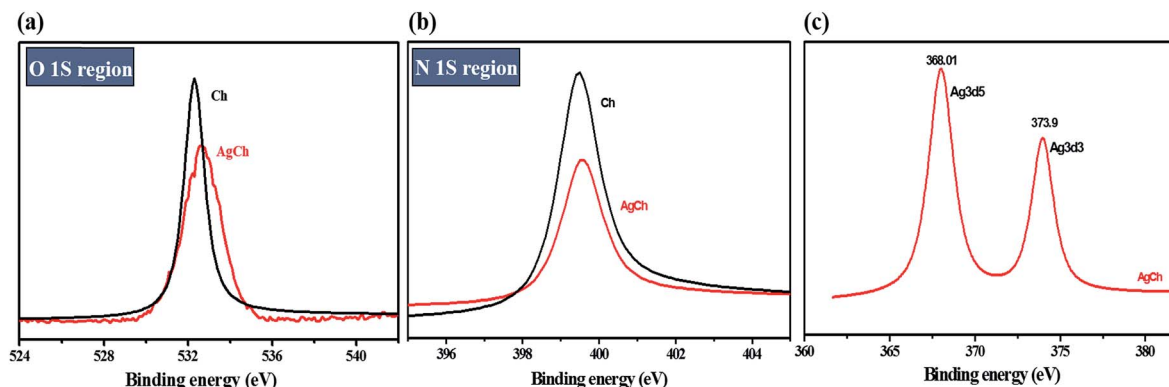 (a)
O 1S region
Ch
AgCh
524 528 532 536 540
Binding energy (eV)
(b)
N 1S region
Ch
AgCh
396 398 400 402 404
Binding energy (eV)
(c)
368.01
Ag3d5
373.9
Ag3d3
AgCh
360 365 370 375 380
Binding energy (eV)